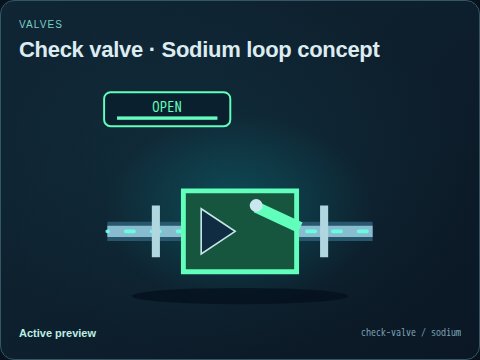 VALVES
Check valve · Sodium loop concept
OPEN
Active preview
check-valve / sodium